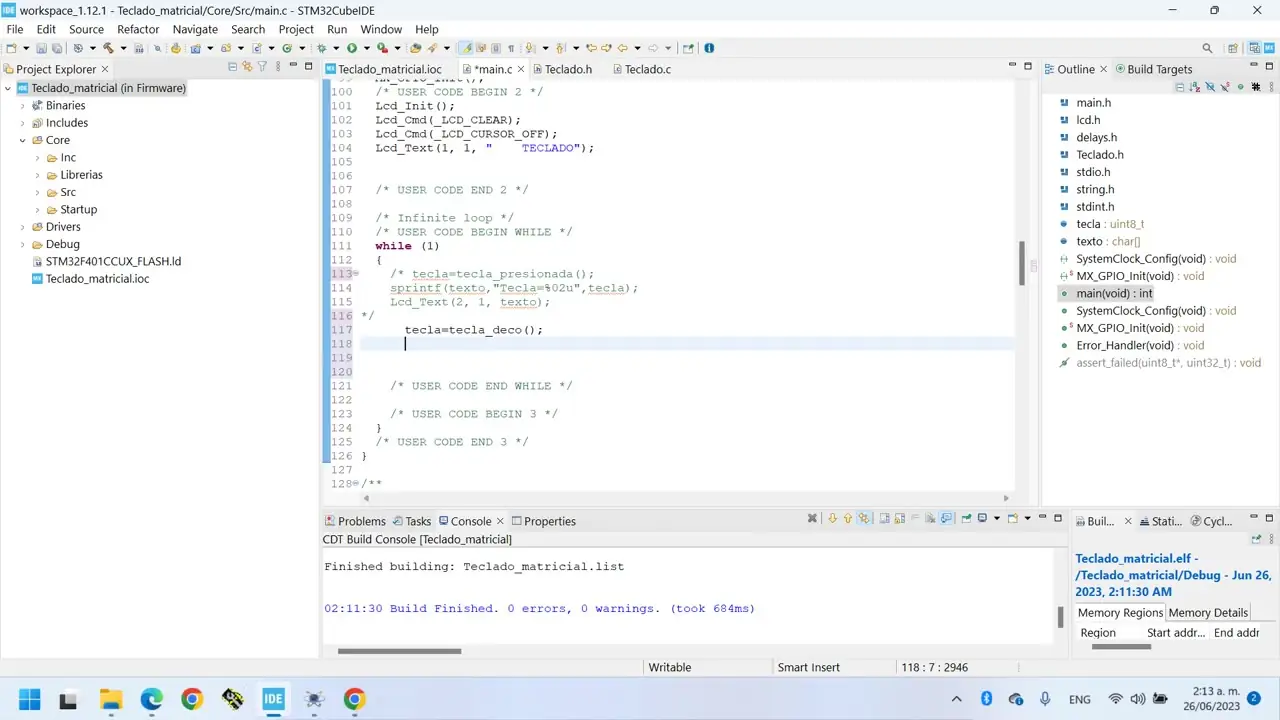 workspace_1.12.1 - Teclado_matricial/Core/Src/main.c - STM32CubeIDE
File Edit Source Refactor Navigate Search Project Run Window Help
Project Explorer
Teclado_matricial (in Firmware)
Binaries
Includes
Core
Inc
Librerias
Src
Startup
Drivers
Debug
STM32F401CCUX_FLASH.ld
Teclado_matricial.ioc
Teclado_matricial.ioc *main.c Teclado.h Teclado.c
99 MX_GPIO_Init();
100 /* USER CODE BEGIN 2 */
101 Lcd_Init();
102 Lcd_Cmd(_LCD_CLEAR);
103 Lcd_Cmd(_LCD_CURSOR_OFF);
104 Lcd_Text(1, 1, "    TECLADO");
105
106
107 /* USER CODE END 2 */
108
109 /* Infinite loop */
110 /* USER CODE BEGIN WHILE */
111 while (1)
112 {
113 /* tecla=tecla_presionada();
114 sprintf(texto,"Tecla=%02u",tecla);
115 Lcd_Text(2, 1, texto);
116 */
117 tecla=tecla_deco();
118
119
120
121 /* USER CODE END WHILE */
122
123 /* USER CODE BEGIN 3 */
124 }
125 /* USER CODE END 3 */
126 }
127
128 /**
Outline Build Targets
main.h
lcd.h
delays.h
Teclado.h
stdio.h
string.h
stdint.h
tecla : uint8_t
texto : char[]
SystemClock_Config(void) : void
MX_GPIO_Init(void) : void
main(void) : int
SystemClock_Config(void) : void
MX_GPIO_Init(void) : void
Error_Handler(void) : void
assert_failed(uint8_t*, uint32_t) : void
Problems Tasks Console Properties
CDT Build Console [Teclado_matricial]
Finished building: Teclado_matricial.list
02:11:30 Build Finished. 0 errors, 0 warnings. (took 684ms)
Buil... Stati... Cycl...
Teclado_matricial.elf -
/Teclado_matricial/Debug - Jun 26,
2023, 2:11:30 AM
Memory Regions Memory Details
Region Start addr... End addr
Writable Smart Insert 118 : 7 : 2946
IDE ENG 2:13 a. m.
26/06/2023 2